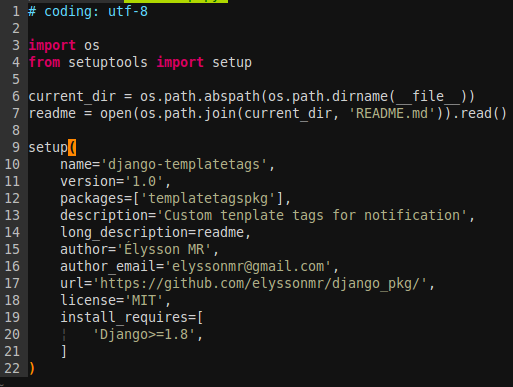 1 # coding: utf-8
2
3 import os
4 from setuptools import setup
5
6 current_dir = os.path.abspath(os.path.dirname(__file__))
7 readme = open(os.path.join(current_dir, 'README.md')).read()
8
9 setup(
10     name='django-templatetags',
11     version='1.0',
12     packages=['templatetagspkg'],
13     description='Custom tenplate tags for notification',
14     long_description=readme,
15     author='Élysson MR',
16     author_email='elyssonmr@gmail.com',
17     url='https://github.com/elyssonmr/django_pkg/',
18     license='MIT',
19     install_requires=[
20     ¦   'Django>=1.8',
21     ]
22 )